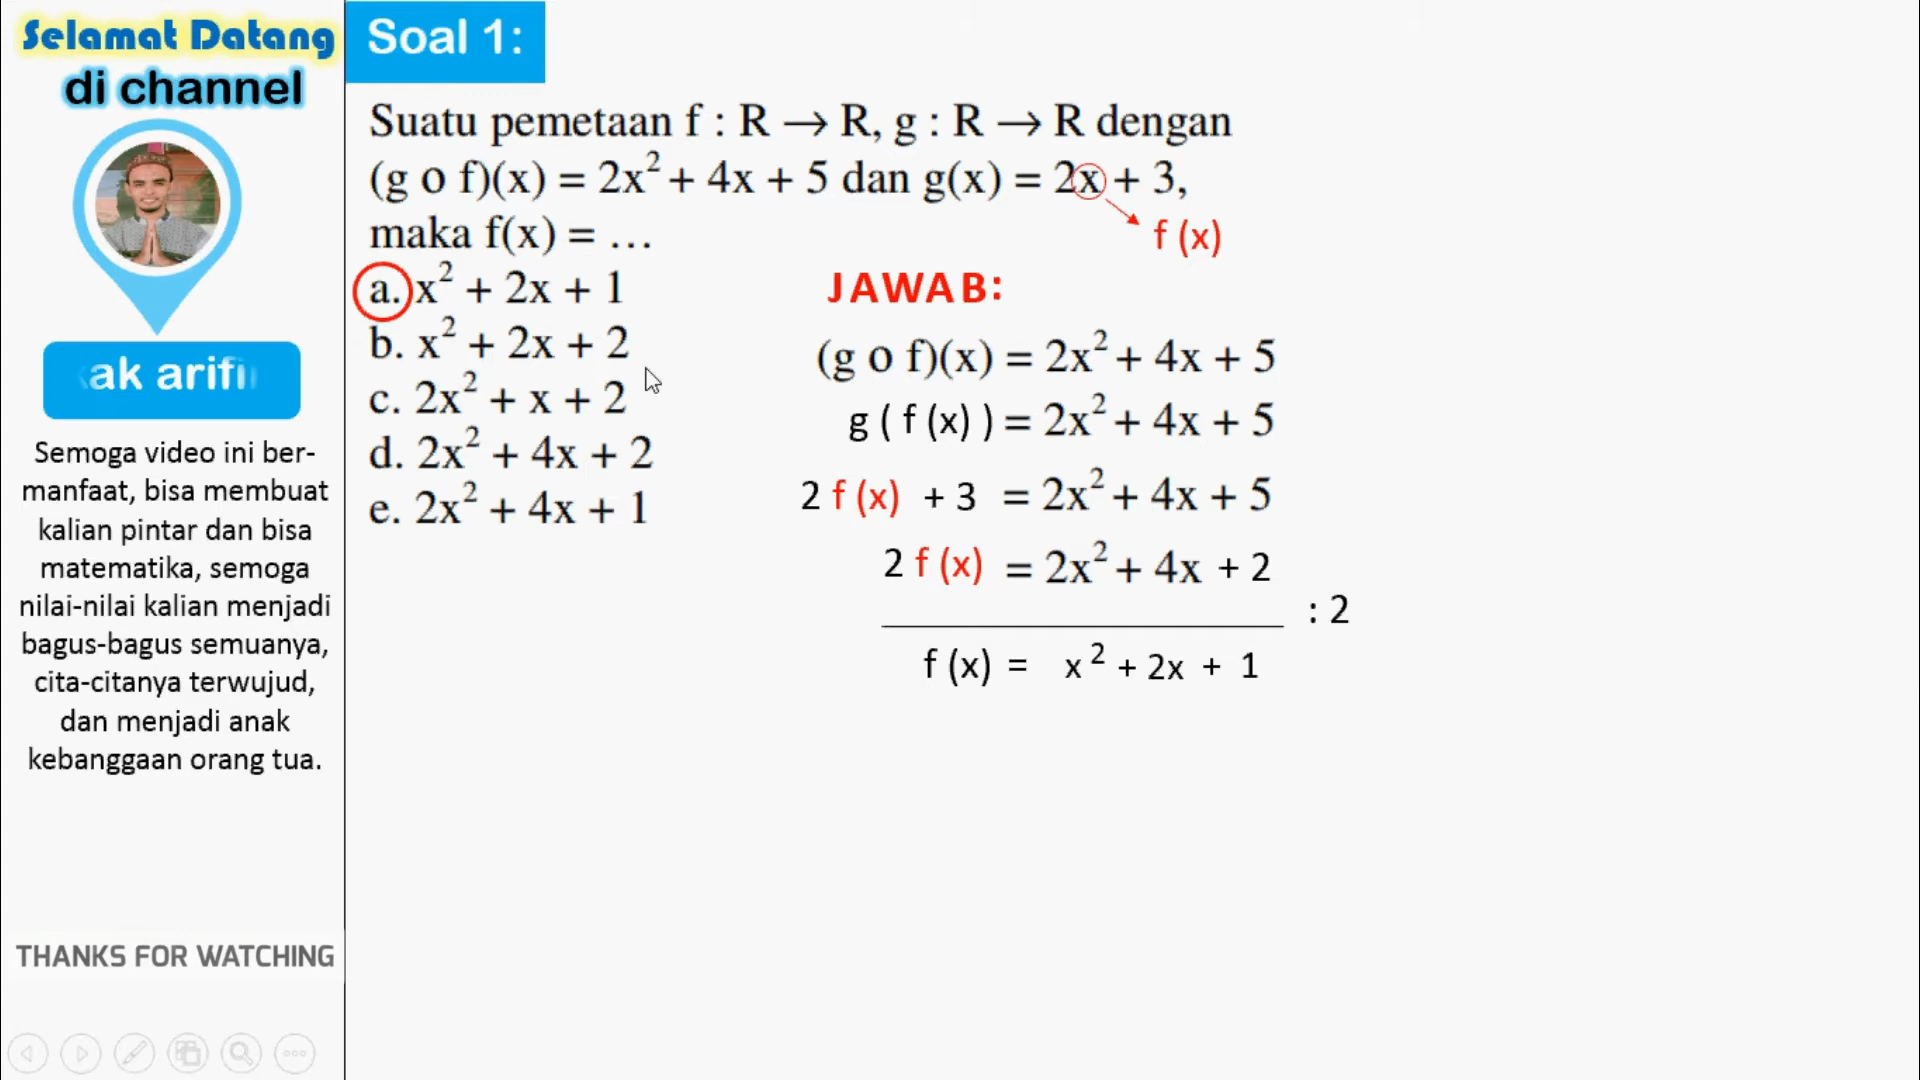 Selamat Datang
di channel
ak arifi
Semoga video ini ber-
manfaat, bisa membuat
kalian pintar dan bisa
matematika, semoga
nilai-nilai kalian menjadi
bagus-bagus semuanya,
cita-citanya terwujud,
dan menjadi anak
kebanggaan orang tua.
THANKS FOR WATCHING
Soal 1:
Suatu pemetaan f : R → R, g : R → R dengan
(g o f)(x) = 2x² + 4x + 5 dan g(x) = 2x + 3,
f (x)
maka f(x) = …
a. x² + 2x + 1
b. x² + 2x + 2
c. 2x² + x + 2
d. 2x² + 4x + 2
e. 2x² + 4x + 1
JAWAB:
(g o f)(x) = 2x² + 4x + 5
g ( f (x) ) = 2x² + 4x + 5
2 f (x) + 3 = 2x² + 4x + 5
2 f (x) = 2x² + 4x + 2
: 2
f (x) = x² + 2x + 1